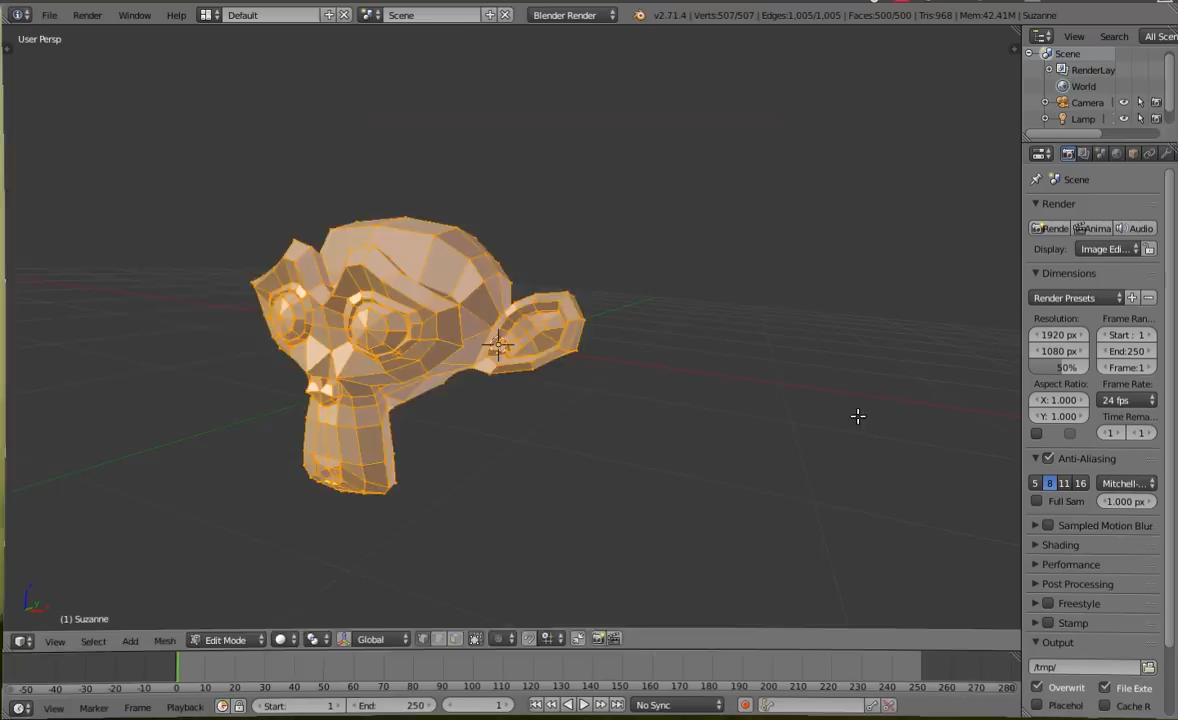 File Render Window Help Default Scene Blender Render v2.71.4 | Verts:507/507 | Edges:1,005/1,005 | Faces:500/500 | Tris:968 | Mem:42.41M | Suzanne
User Persp
View Search All Scen
Scene
RenderLay
World
Camera
Lamp
Scene
Render
Rende Anima Audio
Display: Image Edi...
Dimensions
Render Presets
Resolution: Frame Ran...
1920 px Start : 1
1080 px End:250
50% Frame:1
Aspect Ratio: Frame Rate:
X: 1.000 24 fps
Y: 1.000 Time Rema...
1 1
Anti-Aliasing
5 8 11 16 Mitchell-...
Full Sam 1.000 px
Sampled Motion Blur
Shading
Performance
Post Processing
Freestyle
Stamp
Output
/tmp/
Overwrit File Exte
Placehol Cache R
(1) Suzanne
View Select Add Mesh Edit Mode Global
-50 -40 -30 -20 -10 0 10 20 30 40 50 60 70 80 90 100 110 120 130 140 150 160 170 180 190 200 210 220 230 240 250 260 270 280
View Marker Frame Playback Start: 1 End: 250 1 No Sync